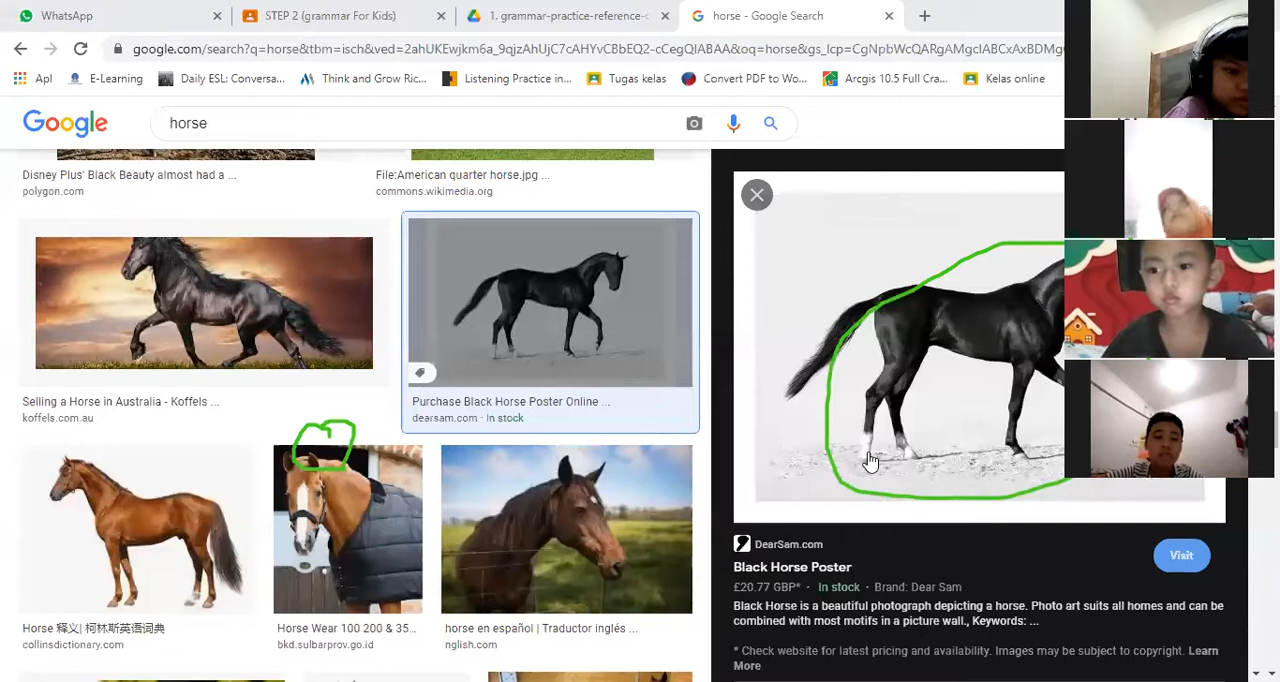 WhatsApp
STEP 2 (grammar For Kids)
1. grammar-practice-reference-
horse - Google Search
google.com/search?q=horse&tbm=isch&ved=2ahUKEwjkm6a_9qjzAhUjC7cAHYvCBbEQ2-cCegQIABAA&oq=horse&gs_lcp=CgNpbWcQARgAMgcIABCxAxBDMg
Apl
E-Learning
Daily ESL: Conversa...
Think and Grow Ric...
Listening Practice in...
Tugas kelas
Convert PDF to Wo...
Arcgis 10.5 Full Cra...
Kelas online
Google
horse
Disney Plus' Black Beauty almost had a ...
polygon.com
File:American quarter horse.jpg ...
commons.wikimedia.org
Selling a Horse in Australia - Koffels ...
koffels.com.au
Purchase Black Horse Poster Online ...
dearsam.com · In stock
Horse 释义| 柯林斯英语词典
collinsdictionary.com
Horse Wear 100 200 & 35...
bkd.sulbarprov.go.id
horse en español | Traductor inglés ...
nglish.com
DearSam.com
Black Horse Poster
Visit
£20.77 GBP* · In stock · Brand: Dear Sam
Black Horse is a beautiful photograph depicting a horse. Photo art suits all homes and can be
combined with most motifs in a picture wall., Keywords: ...
* Check website for latest pricing and availability. Images may be subject to copyright. Learn
More